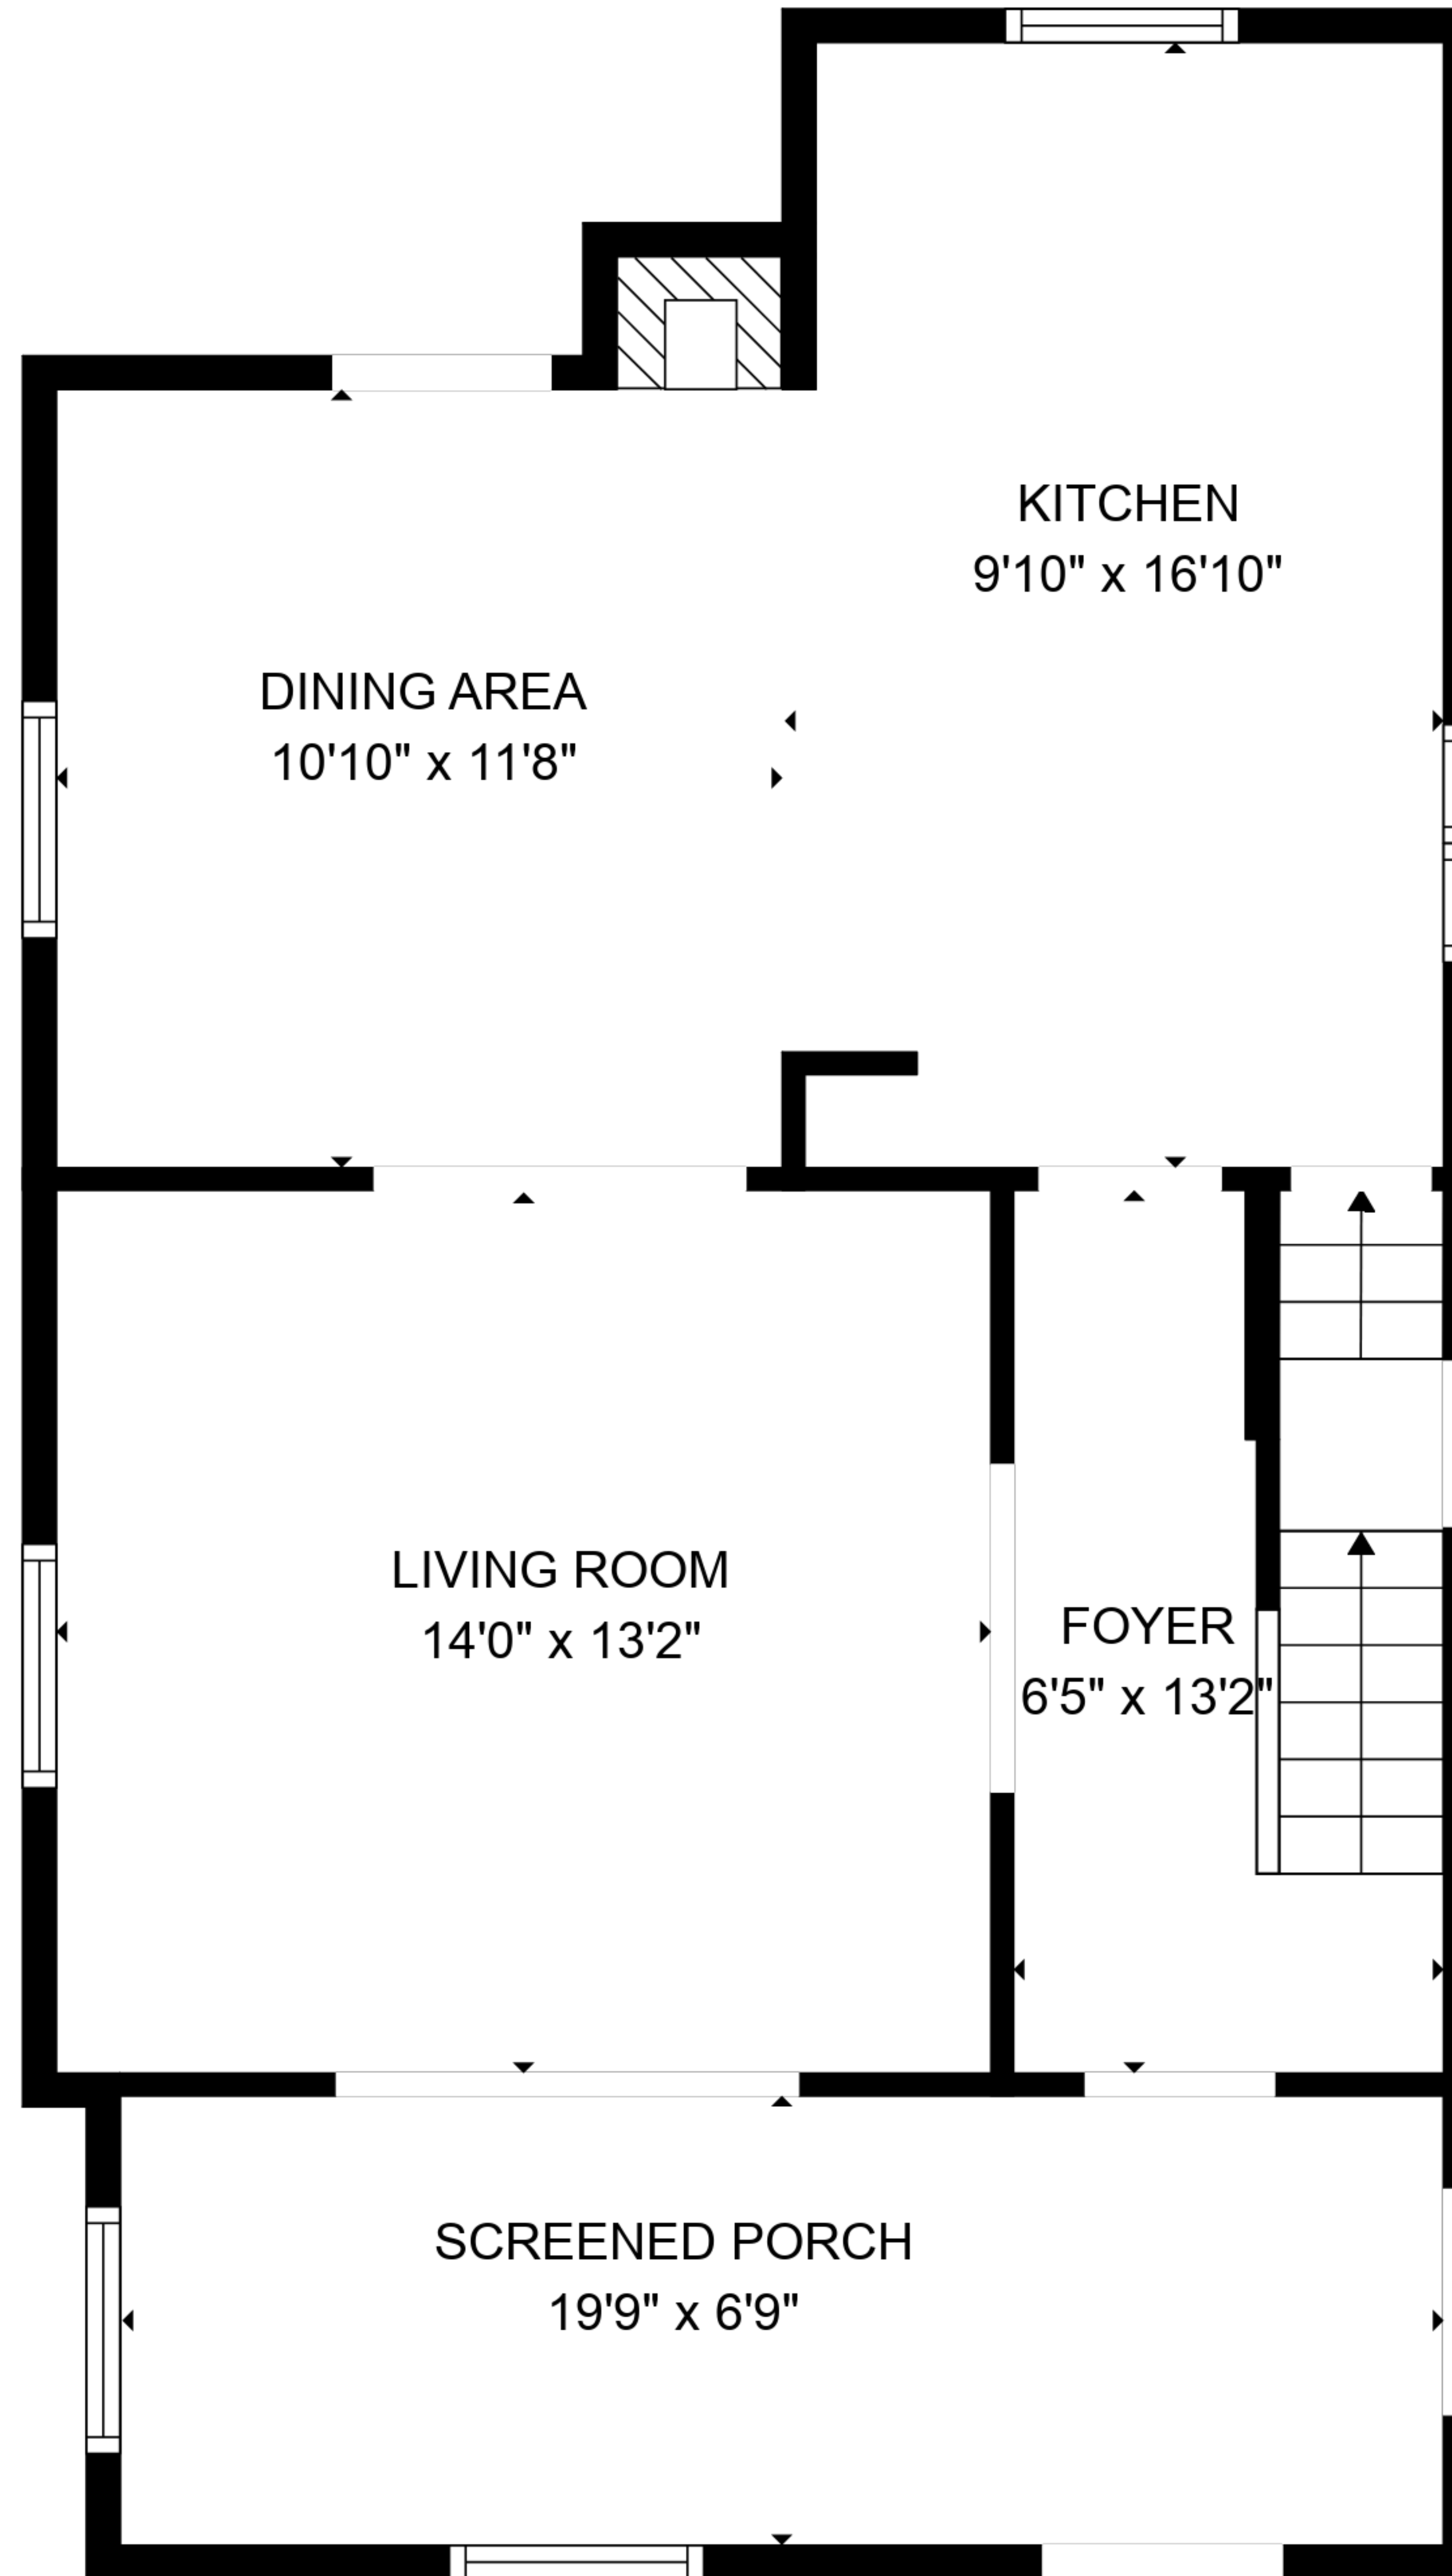 KITCHEN
9'10" x 16'10"
DINING AREA
10'10" x 11'8"
LIVING ROOM
14'0" x 13'2"
FOYER
6'5" x 13'2"
SCREENED PORCH
19'9" x 6'9"